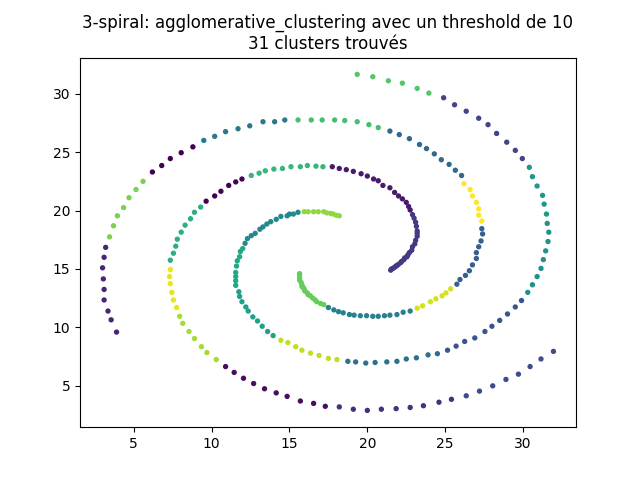 3-spiral: agglomerative_clustering avec un threshold de 10
31 clusters trouvés
30
25
20
15
10
5
5 10 15 20 25 30